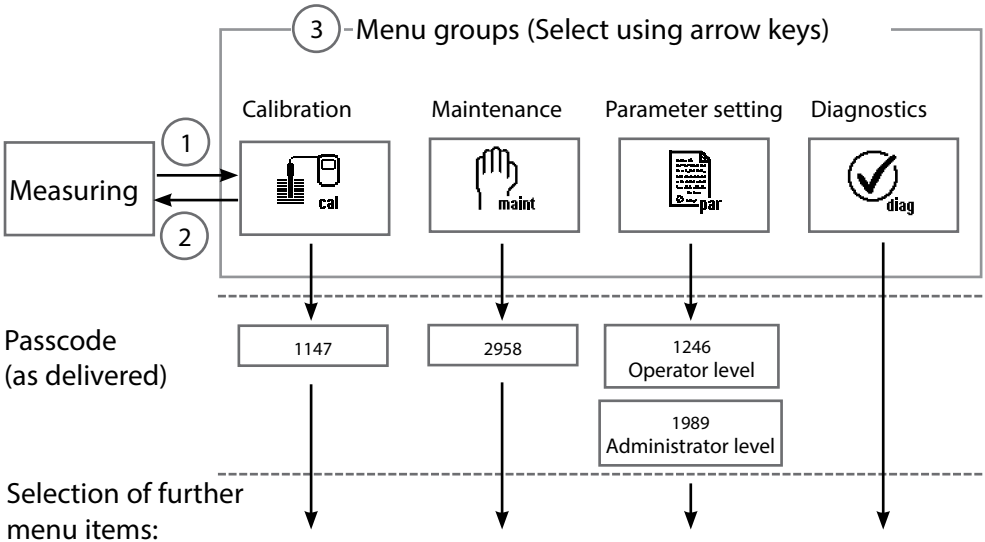 3 Menu groups (Select using arrow keys)
Calibration Maintenance Parameter setting Diagnostics
1
Measuring
cal maint par diag
2
Passcode
(as delivered)
1147 2958 1246
Operator level
1989
Administrator level
Selection of further
menu items: